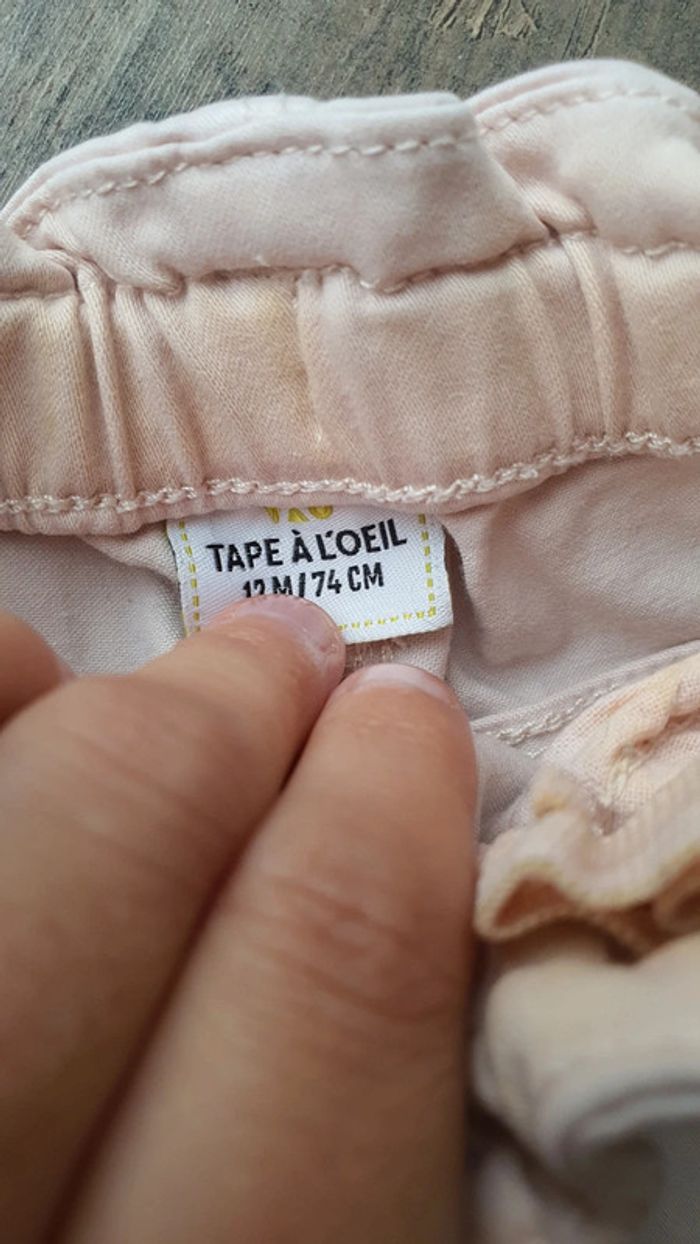 TAPE À L'OEIL
12 M/74 CM